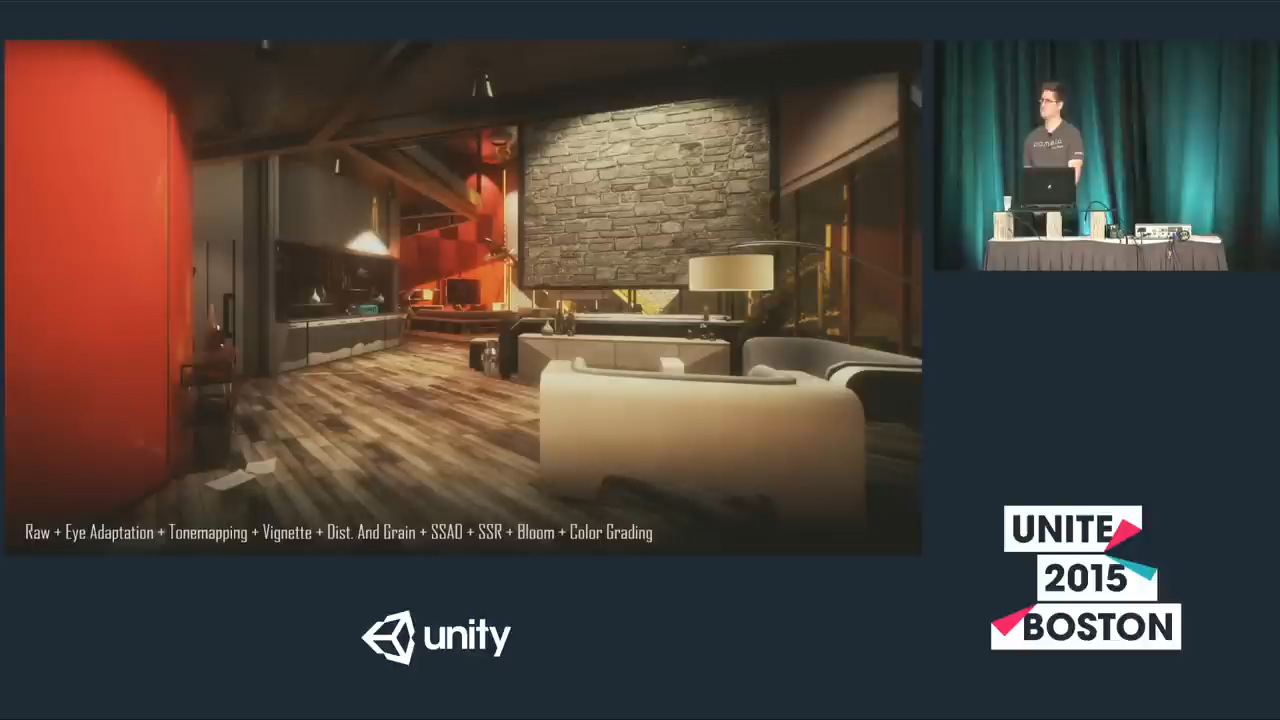 Raw + Eye Adaptation + Tonemapping + Vignette + Dist. And Grain + SSAO + SSR + Bloom + Color Grading
unity
UNITE
2015
BOSTON